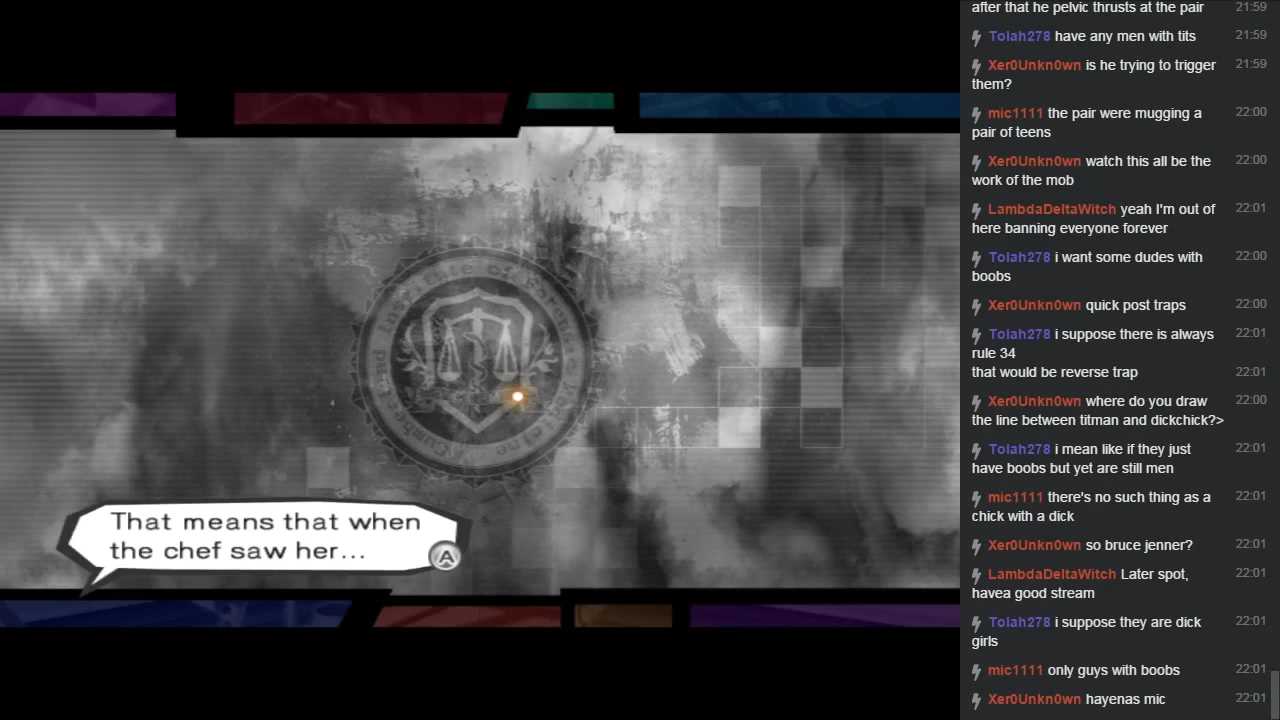 That means that when
the chef saw her...
A
after that he pelvic thrusts at the pair 21:59
Tolah278 have any men with tits 21:59
Xer0Unkn0wn is he trying to trigger 21:59
them?
mic1111 the pair were mugging a 22:00
pair of teens
Xer0Unkn0wn watch this all be the 22:00
work of the mob
LambdaDeltaWitch yeah I'm out of 22:01
here banning everyone forever
Tolah278 i want some dudes with 22:00
boobs
Xer0Unkn0wn quick post traps 22:00
Tolah278 i suppose there is always 22:01
rule 34
that would be reverse trap 22:01
Xer0Unkn0wn where do you draw 22:00
the line between titman and dickchick?>
Tolah278 i mean like if they just 22:01
have boobs but yet are still men
mic1111 there's no such thing as a 22:01
chick with a dick
Xer0Unkn0wn so bruce jenner? 22:01
LambdaDeltaWitch Later spot, 22:01
havea good stream
Tolah278 i suppose they are dick 22:01
girls
mic1111 only guys with boobs 22:01
Xer0Unkn0wn hayenas mic 22:01